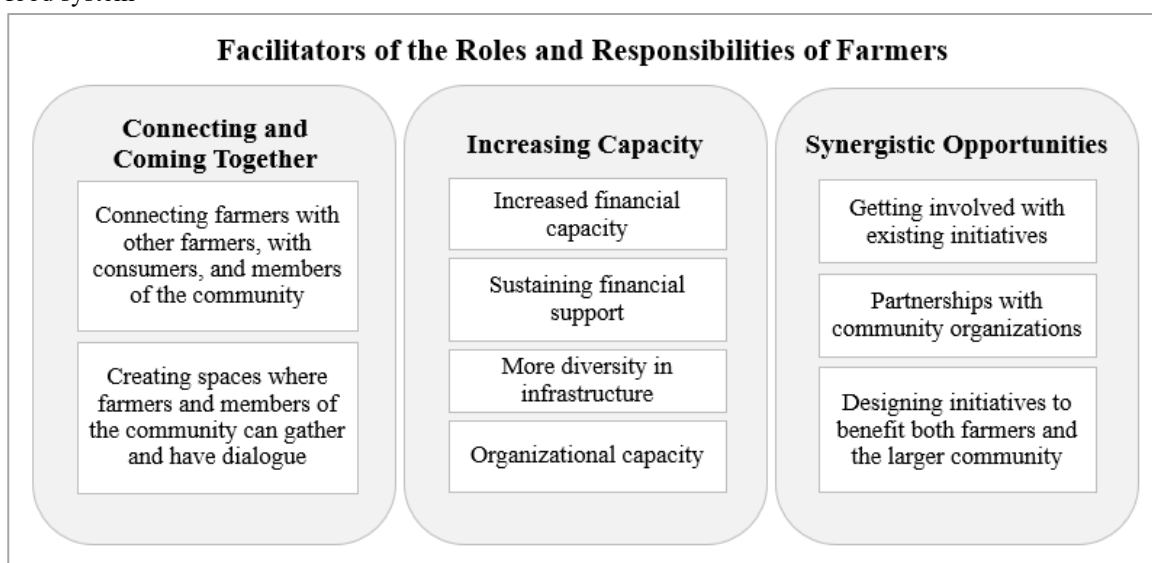 Facilitators of the Roles and Responsibilities of Farmers
Connecting and
Coming Together
Connecting farmers with
other farmers, with
consumers, and members
of the community
Creating spaces where
farmers and members of
the community can gather
and have dialogue
Increasing Capacity
Increased financial
capacity
Sustaining financial
support
More diversity in
infrastructure
Organizational capacity
Synergistic Opportunities
Getting involved with
existing initiatives
Partnerships with
community organizations
Designing initiatives to
benefit both farmers and
the larger community